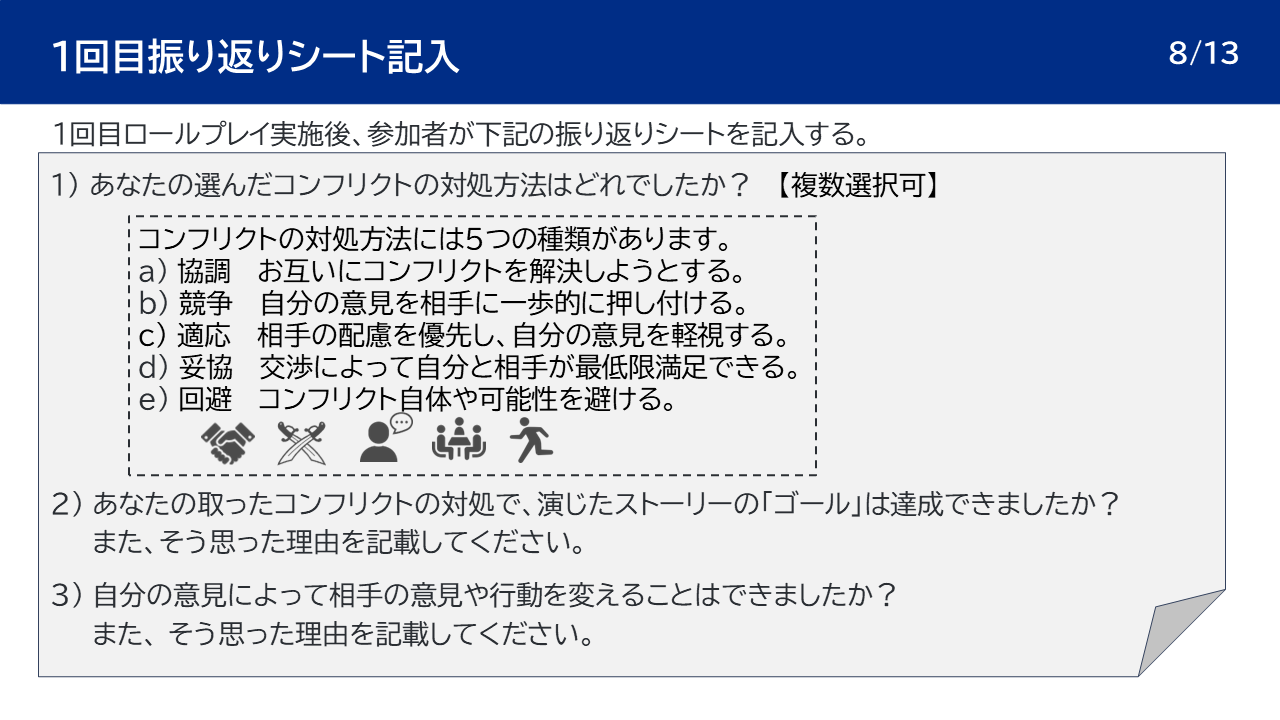 1回目振り返りシート記入
8/13
1回目ロールプレイ実施後、参加者が下記の振り返りシートを記入する。
1) あなたの選んだコンフリクトの対処方法はどれでしたか？　【複数選択可】
コンフリクトの対処方法には5つの種類があります。
a) 協調　お互いにコンフリクトを解決しようとする。
b) 競争　自分の意見を相手に一歩的に押し付ける。
c) 適応　相手の配慮を優先し、自分の意見を軽視する。
d) 妥協　交渉によって自分と相手が最低限満足できる。
e) 回避　コンフリクト自体や可能性を避ける。
2) あなたの取ったコンフリクトの対処で、演じたストーリーの「ゴール」は達成できましたか？
また、そう思った理由を記載してください。
3) 自分の意見によって相手の意見や行動を変えることはできましたか？
また、そう思った理由を記載してください。